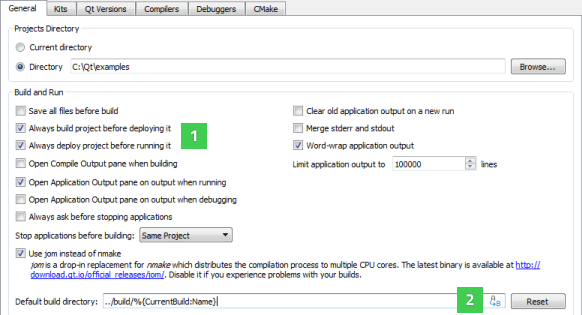 General Kits Qt Versions Compilers Debuggers CMake
Projects Directory
Current directory
Directory C:\Qt\examples Browse...
Build and Run
Save all files before build Clear old application output on a new run
Always build project before deploying it Merge stderr and stdout
1
Always deploy project before running it Word-wrap application output
Open Compile Output pane when building Limit application output to 100000 lines
Open Application Output pane on output when running
Open Application Output pane on output when debugging
Always ask before stopping applications
Stop applications before building: Same Project
Use jom instead of nmake
jom is a drop-in replacement for nmake which distributes the compilation process to multiple CPU cores. The latest binary is available at http://
download.qt.io/official_releases/jom/. Disable it if you experience problems with your builds.
Default build directory: ../build/%{CurrentBuild:Name} 2 A B Reset